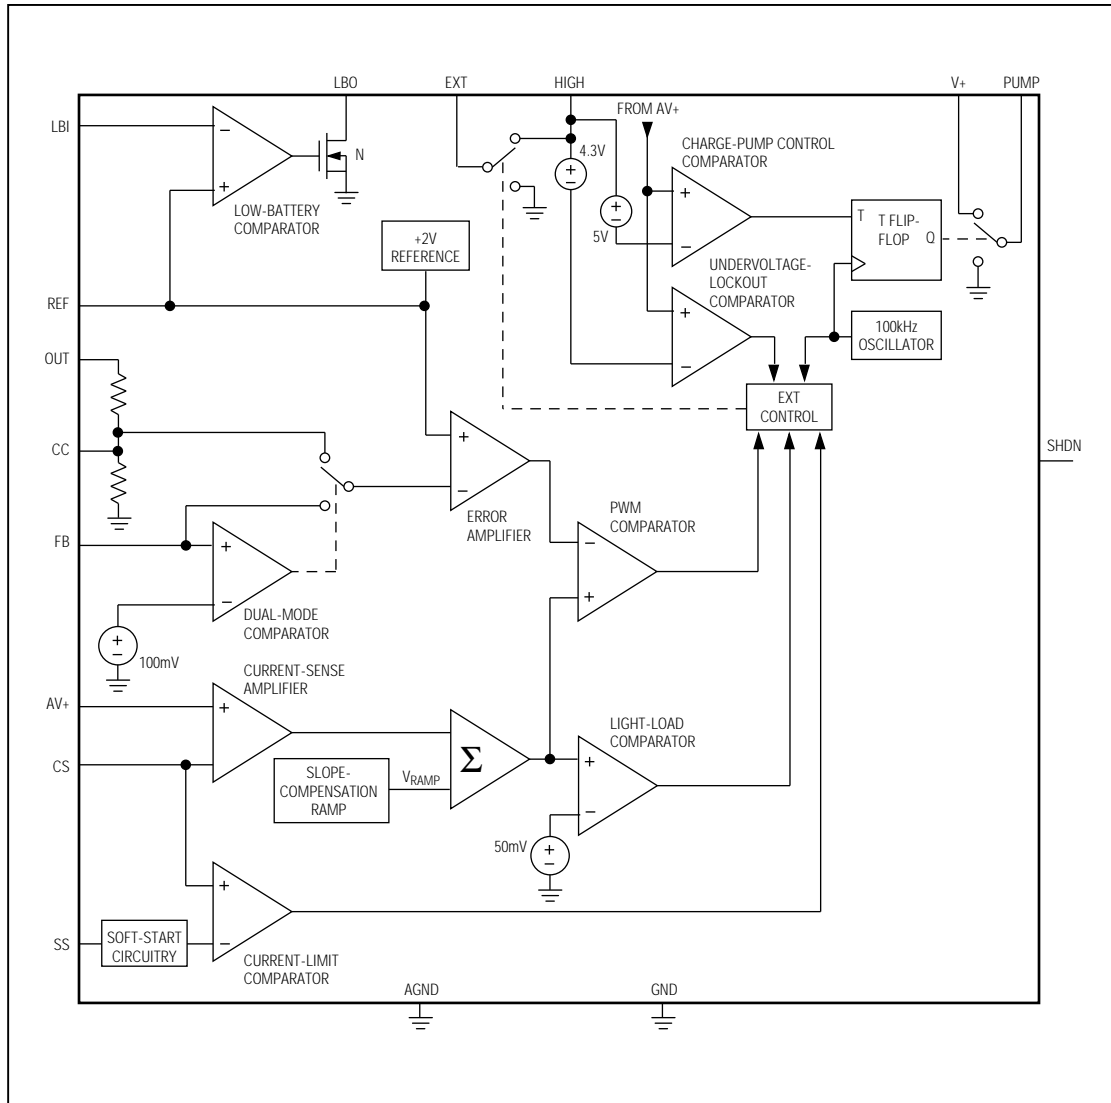 LBO
EXT
HIGH
V+
PUMP
FROM AV+
LBI
−
+
N
LOW-BATTERY
COMPARATOR
4.3V
+
−
+
−
5V
CHARGE-PUMP CONTROL
COMPARATOR
+
−
T
T FLIP-
FLOP
Q
+2V
REFERENCE
UNDERVOLTAGE-
LOCKOUT
COMPARATOR
+
−
REF
100kHz
OSCILLATOR
OUT
EXT
CONTROL
CC
SHDN
+
−
ERROR
AMPLIFIER
PWM
COMPARATOR
−
+
FB
+
−
DUAL-MODE
COMPARATOR
+
−
100mV
CURRENT-SENSE
AMPLIFIER
AV+
+
CS
SLOPE-
COMPENSATION
RAMP
VRAMP
Σ
LIGHT-LOAD
COMPARATOR
+
−
50mV
+
−
+
−
SS
SOFT-START
CIRCUITRY
CURRENT-LIMIT
COMPARATOR
AGND
GND